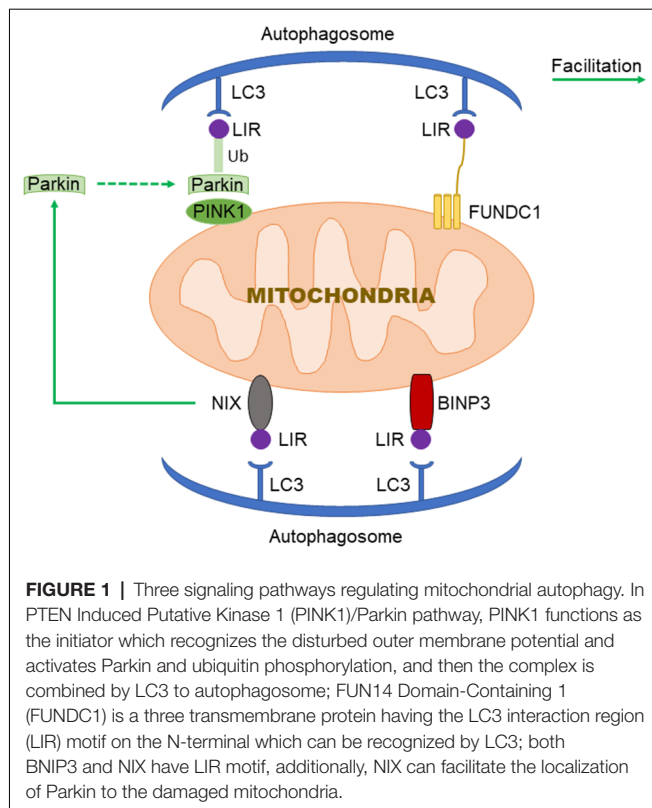 Autophagosome
Facilitation
LC3
LC3
LIR
LIR
Ub
Parkin
Parkin
PINK1
FUNDC1
MITOCHONDRIA
NIX
BINP3
LIR
LIR
LC3
LC3
Autophagosome
FIGURE 1 | Three signaling pathways regulating mitochondrial autophagy. In
PTEN Induced Putative Kinase 1 (PINK1)/Parkin pathway, PINK1 functions as
the initiator which recognizes the disturbed outer membrane potential and
activates Parkin and ubiquitin phosphorylation, and then the complex is
combined by LC3 to autophagosome; FUN14 Domain-Containing 1
(FUNDC1) is a three transmembrane protein having the LC3 interaction region
(LIR) motif on the N-terminal which can be recognized by LC3; both
BNIP3 and NIX have LIR motif, additionally, NIX can facilitate the localization
of Parkin to the damaged mitochondria.